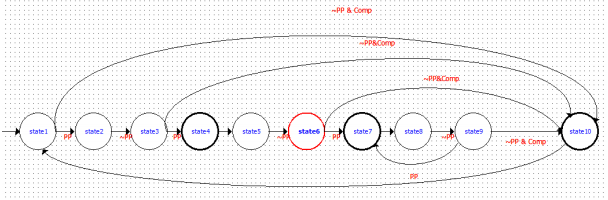 ~PP & Comp
~PP&Comp
~PP&Comp
state1
state2
state3
state4
state5
state6
state7
state8
state9
state10
PP
~PP
PP
~PP
PP
~PP
~PP & Comp
PP